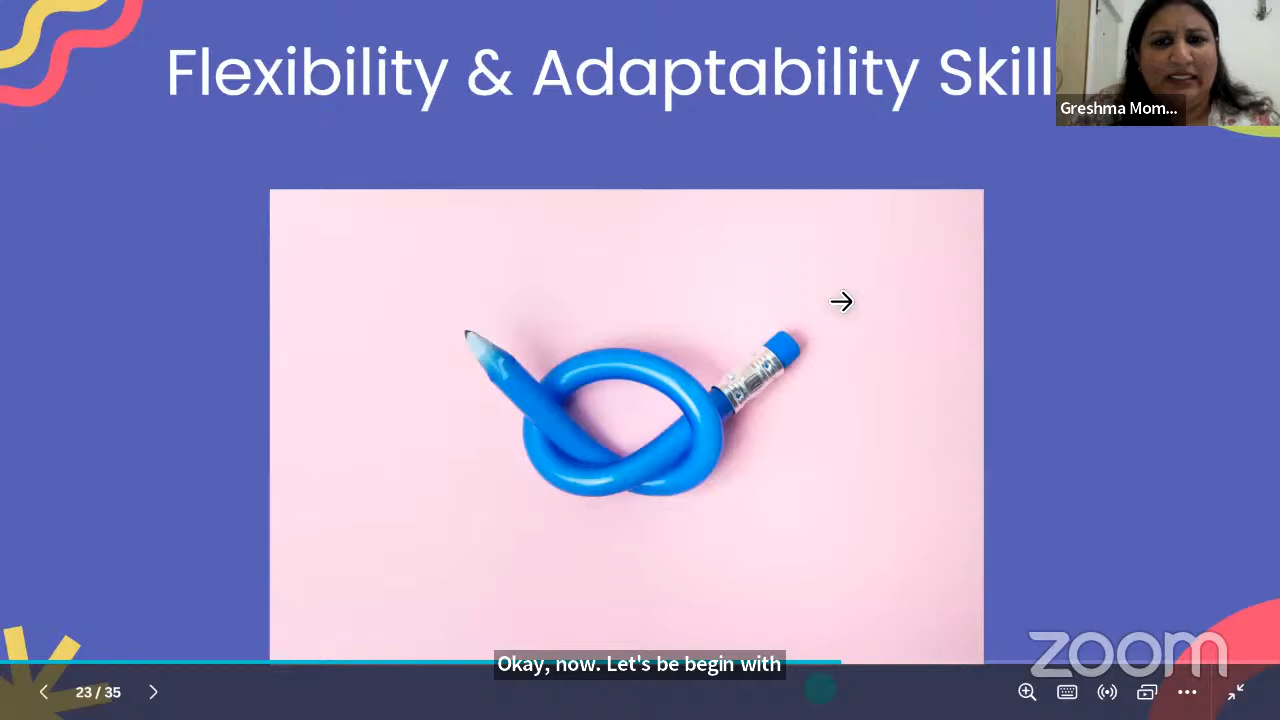 Flexibility & Adaptability Skill
Greshma Mom...
Okay, now. Let's be begin with
zoom
23 / 35